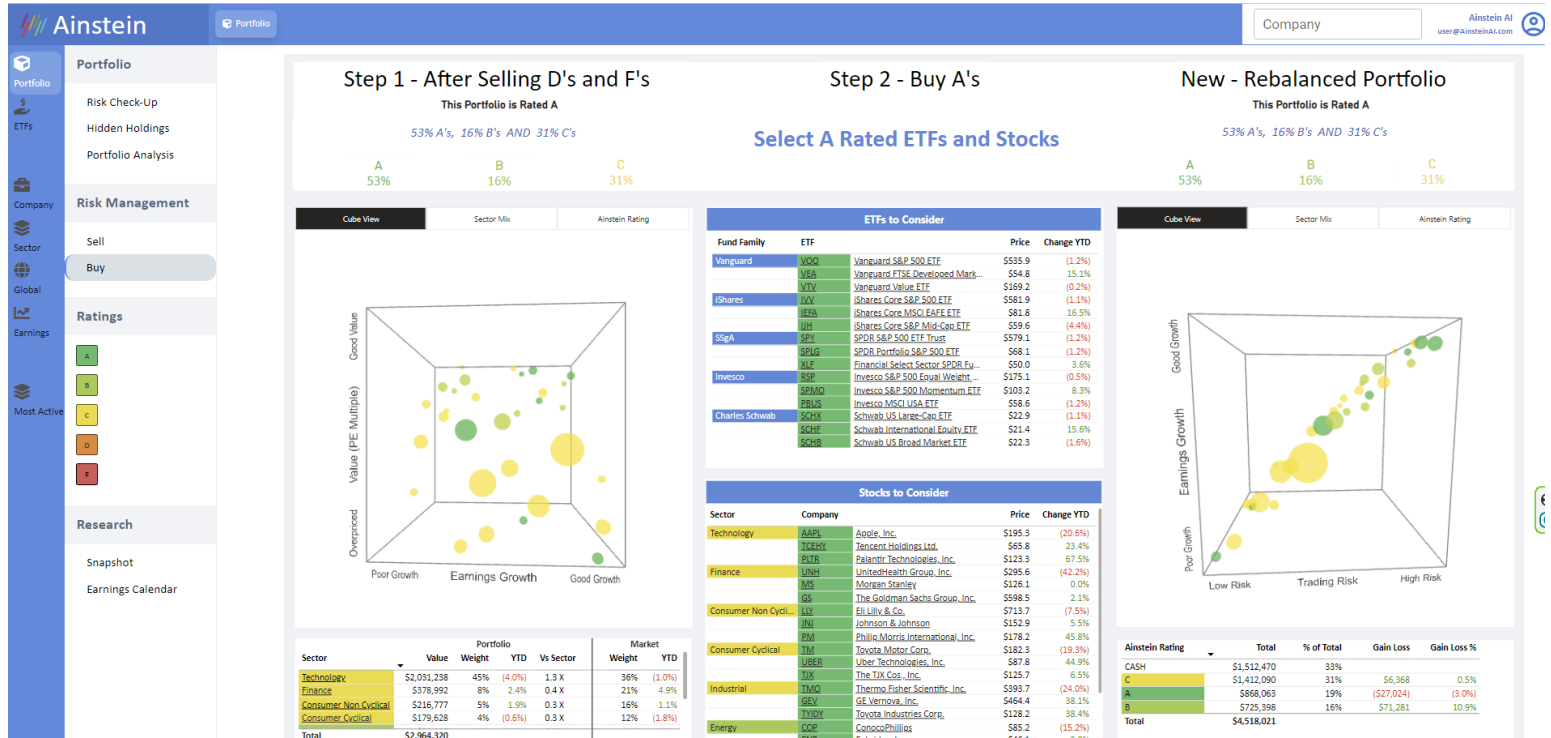 Ainstein
Portfolio
Company
Ainstein AI
user@AinsteinAI.com
Portfolio
ETFs
Company
Sector
Global
Earnings
Most Active
Portfolio
Risk Check-Up
Hidden Holdings
Portfolio Analysis
Risk Management
Sell
Buy
Ratings
A
B
C
D
F
Research
Snapshot
Earnings Calendar
Step 1 - After Selling D's and F's
This Portfolio is Rated A
53% A's, 16% B's AND 31% C's
A B C
53% 16% 31%
Cube View Sector Mix Ainstein Rating
Good Value
Value (PE Multiple)
Overpriced
Poor Growth Earnings Growth Good Growth
Portfolio Market
Sector Value Weight YTD Vs Sector Weight YTD
Technology $2,031,238 45% (4.0%) 1.3 X 36% (1.0%)
Finance $378,992 8% 2.4% 0.4 X 21% 4.9%
Consumer Non Cyclical $216,777 5% 1.9% 0.3 X 16% 1.1%
Consumer Cyclical $179,628 4% (0.6%) 0.3 X 12% (1.8%)
Total $2,964,320
Step 2 - Buy A's
Select A Rated ETFs and Stocks
ETFs to Consider
Fund Family ETF Price Change YTD
Vanguard VOO Vanguard S&P 500 ETF $535.9 (1.2%)
VEA Vanguard FTSE Developed Mark... $54.8 15.1%
VTV Vanguard Value ETF $169.2 (0.2%)
iShares IVV iShares Core S&P 500 ETF $581.9 (1.1%)
IEFA iShares Core MSCI EAFE ETF $81.8 16.5%
IJH iShares Core S&P Mid-Cap ETF $59.6 (4.4%)
SSgA SPY SPDR S&P 500 ETF Trust $579.1 (1.2%)
SPLG SPDR Portfolio S&P 500 ETF $68.1 (1.2%)
XLF Financial Select Sector SPDR Fu... $50.0 3.6%
Invesco RSP Invesco S&P 500 Equal Weight ... $175.1 (0.5%)
SPMO Invesco S&P 500 Momentum ETF $103.2 8.3%
PBUS Invesco MSCI USA ETF $58.6 (1.2%)
Charles Schwab SCHX Schwab US Large-Cap ETF $22.9 (1.1%)
SCHF Schwab International Equity ETF $21.4 15.6%
SCHB Schwab US Broad Market ETF $22.3 (1.6%)
Stocks to Consider
Sector Company Price Change YTD
Technology AAPL Apple, Inc. $195.3 (20.6%)
TCEHY Tencent Holdings Ltd. $65.8 23.4%
PLTR Palantir Technologies, Inc. $123.3 67.5%
Finance UNH UnitedHealth Group, Inc. $295.6 (42.2%)
MS Morgan Stanley $126.1 0.0%
GS The Goldman Sachs Group, Inc. $598.5 2.1%
Consumer Non Cycli... LLY Eli Lilly & Co. $713.7 (7.5%)
JNJ Johnson & Johnson $152.9 5.5%
PM Philip Morris International, Inc. $178.2 45.8%
Consumer Cyclical TM Toyota Motor Corp. $182.3 (19.3%)
UBER Uber Technologies, Inc. $87.8 44.9%
TJX The TJX Cos., Inc. $125.7 6.5%
Industrial TMO Thermo Fisher Scientific, Inc. $393.7 (24.0%)
GEV GE Vernova, Inc. $464.4 38.1%
TYIDY Toyota Industries Corp. $128.2 38.4%
Energy COP ConocoPhillips $85.2 (15.2%)
New - Rebalanced Portfolio
This Portfolio is Rated A
53% A's, 16% B's AND 31% C's
A B C
53% 16% 31%
Cube View Sector Mix Ainstein Rating
Good Growth
Earnings Growth
Poor Growth
Low Risk Trading Risk High Risk
Ainstein Rating Total % of Total Gain Loss Gain Loss %
CASH $1,512,470 33%
C $1,412,090 31% $6,368 0.5%
A $868,063 19% ($27,024) (3.0%)
B $725,398 16% $71,281 10.9%
Total $4,518,021